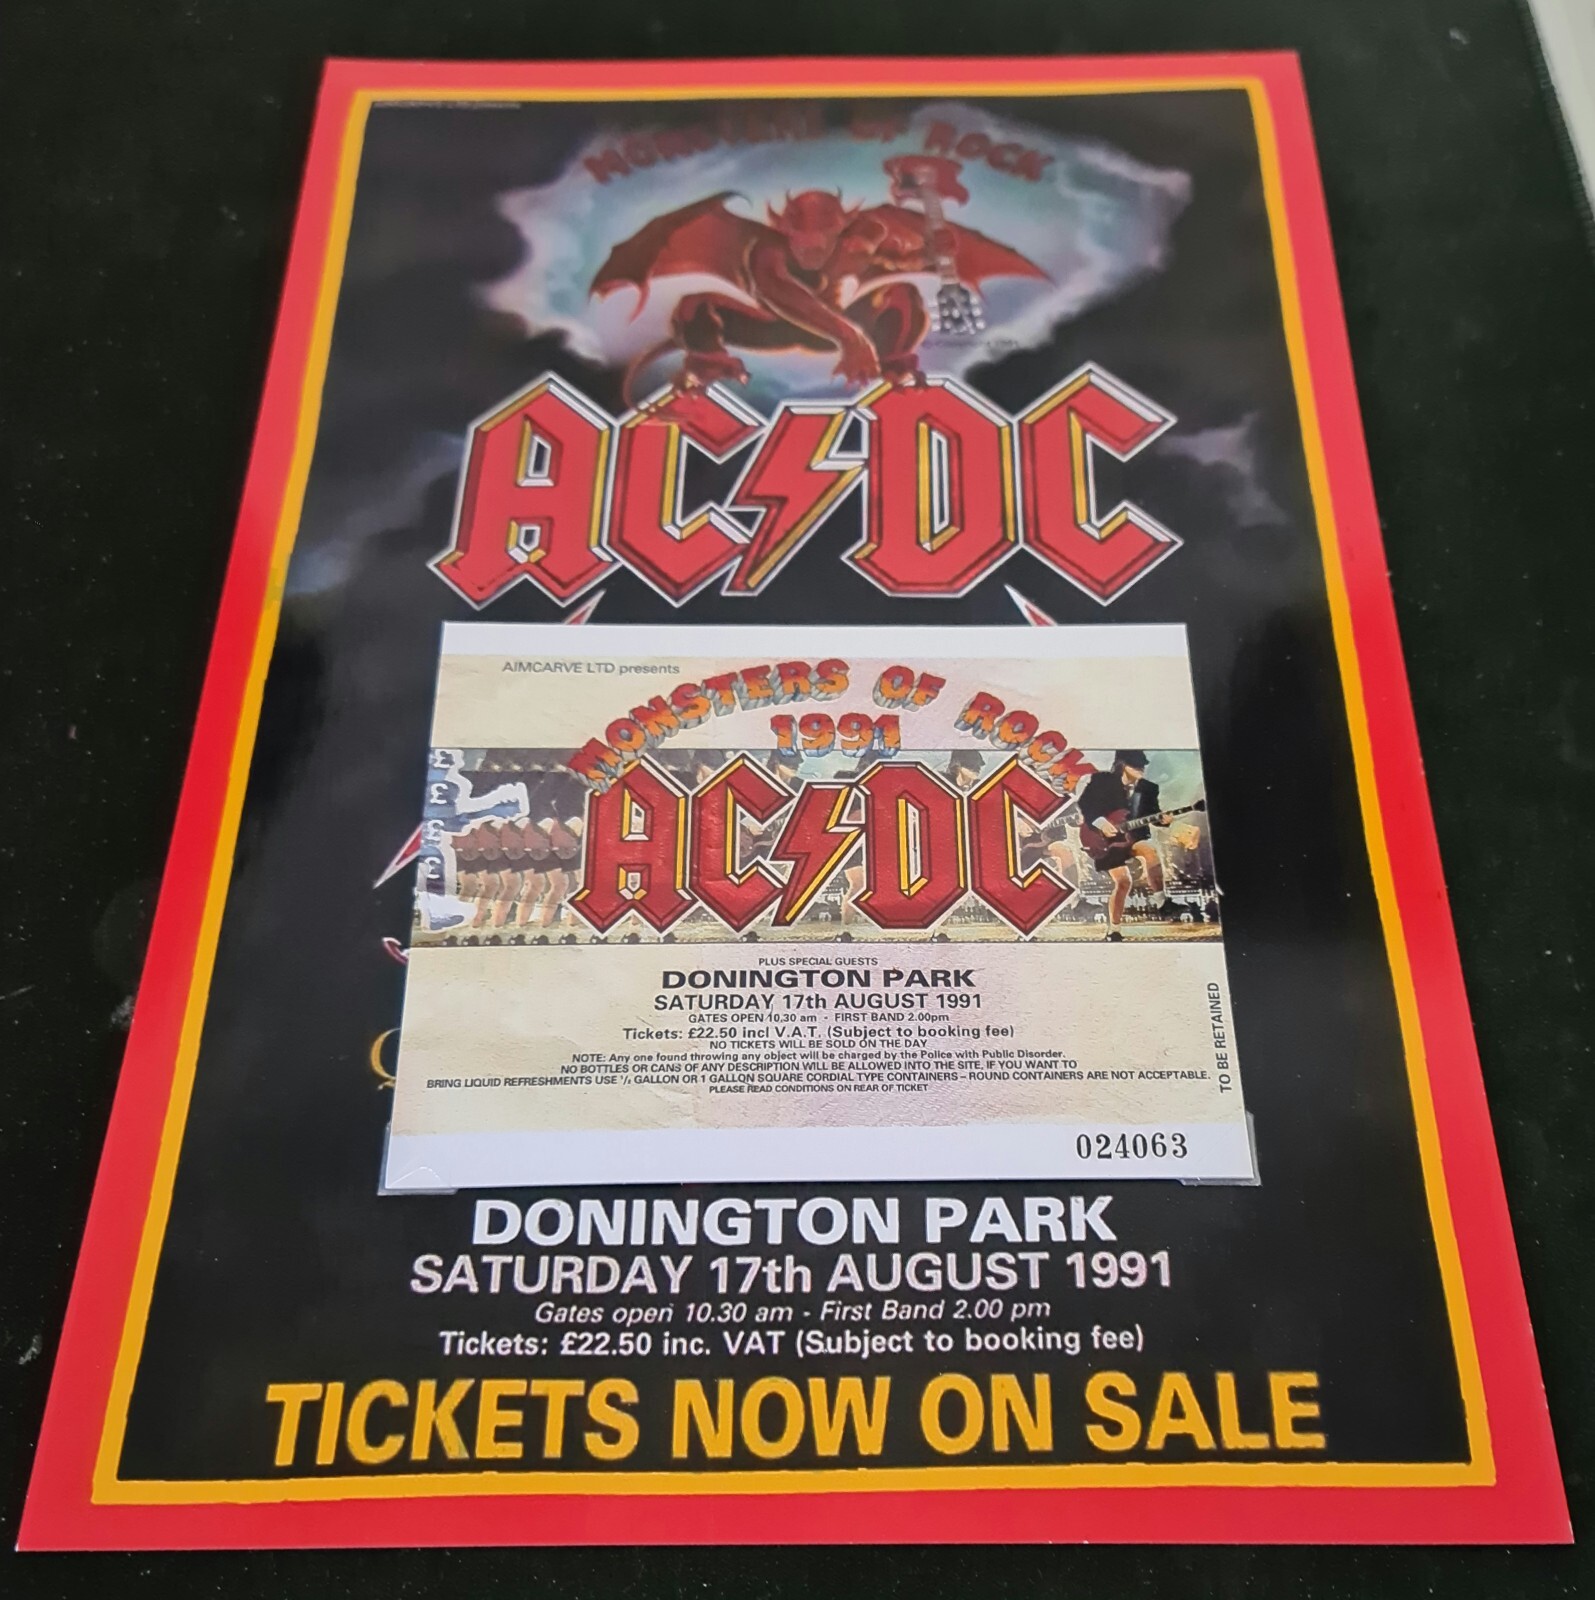 MONSTERS OF ROCK
AC/DC
AIMCARVE LTD presents
MONSTERS OF ROCK
1991
AC/DC
PLUS SPECIAL GUESTS
DONINGTON PARK
SATURDAY 17th AUGUST 1991
GATES OPEN 10.30 am - FIRST BAND 2.00pm
Tickets: £22.50 incl V.A.T. (Subject to booking fee)
NO TICKETS WILL BE SOLD ON THE DAY
NOTE: Any one found throwing any object will be charged by the Police with Public Disorder.
NO BOTTLES OR CANS OF ANY DESCRIPTION WILL BE ALLOWED INTO THE SITE, IF YOU WANT TO
BRING LIQUID REFRESHMENTS USE GALLON OR 1 GALLON SQUARE CORDIAL TYPE CONTAINERS – ROUND CONTAINERS ARE NOT ACCEPTABLE.
PLEASE READ CONDITIONS ON REAR OF TICKET
TO BE RETAINED
024063
DONINGTON PARK
SATURDAY 17th AUGUST 1991
Gates open 10.30 am - First Band 2.00 pm
Tickets: £22.50 inc. VAT (Subject to booking fee)
TICKETS NOW ON SALE